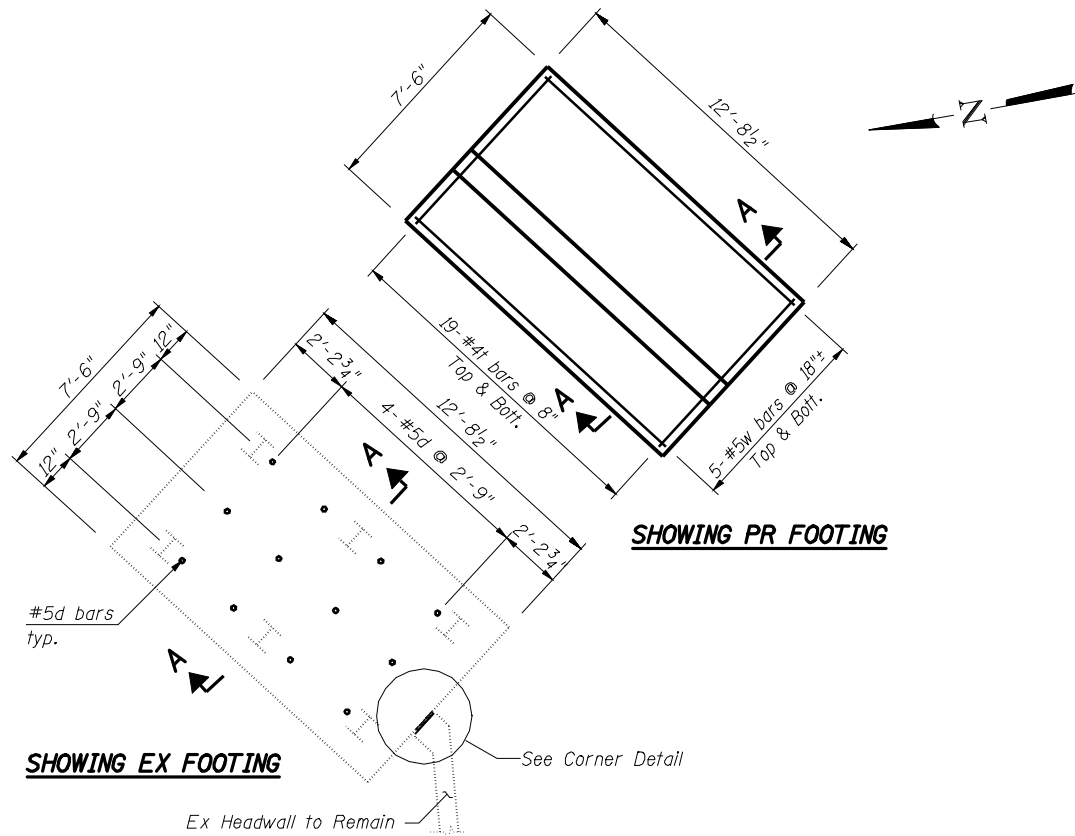 7'-6"
12'-8½"
N
A
19-#4t bars @ 8"
Top & Bott.
A
5-#5w bars @ 18"±
Top & Bott.
SHOWING PR FOOTING
7'-6"
12"
2'-9"
2'-9"
12"
2'-2¾"
12'-8½"
4-#5d @ 2'-9"
2'-2¾"
A
#5d bars
typ.
A
See Corner Detail
SHOWING EX FOOTING
Ex Headwall to Remain